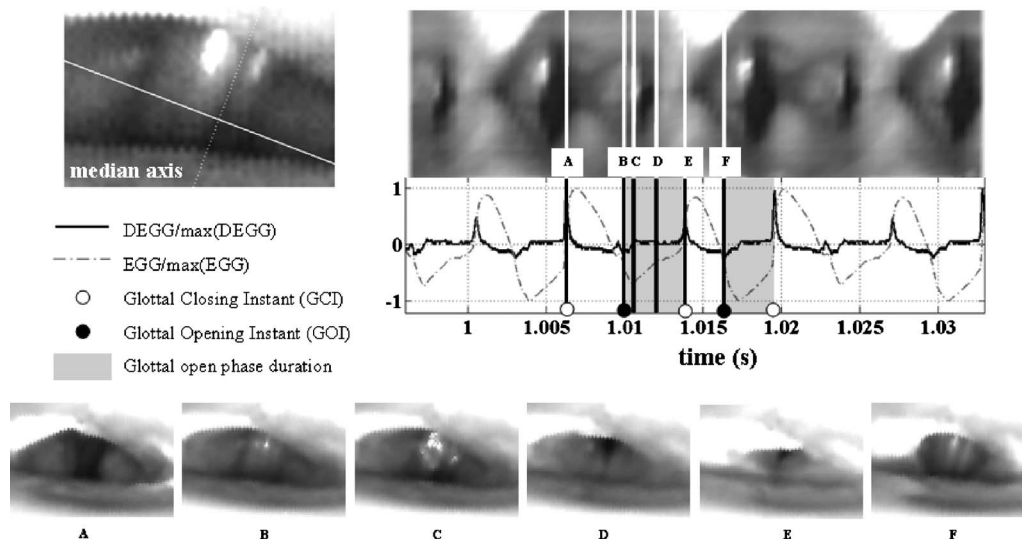 median axis
A
B
C
D
E
F
DEGG/max(DEGG)
EGG/max(EGG)
Glottal Closing Instant (GCI)
Glottal Opening Instant (GOI)
Glottal open phase duration
1
0
-1
1
1.005
1.01
1.015
1.02
1.025
1.03
time (s)
A
B
C
D
E
F